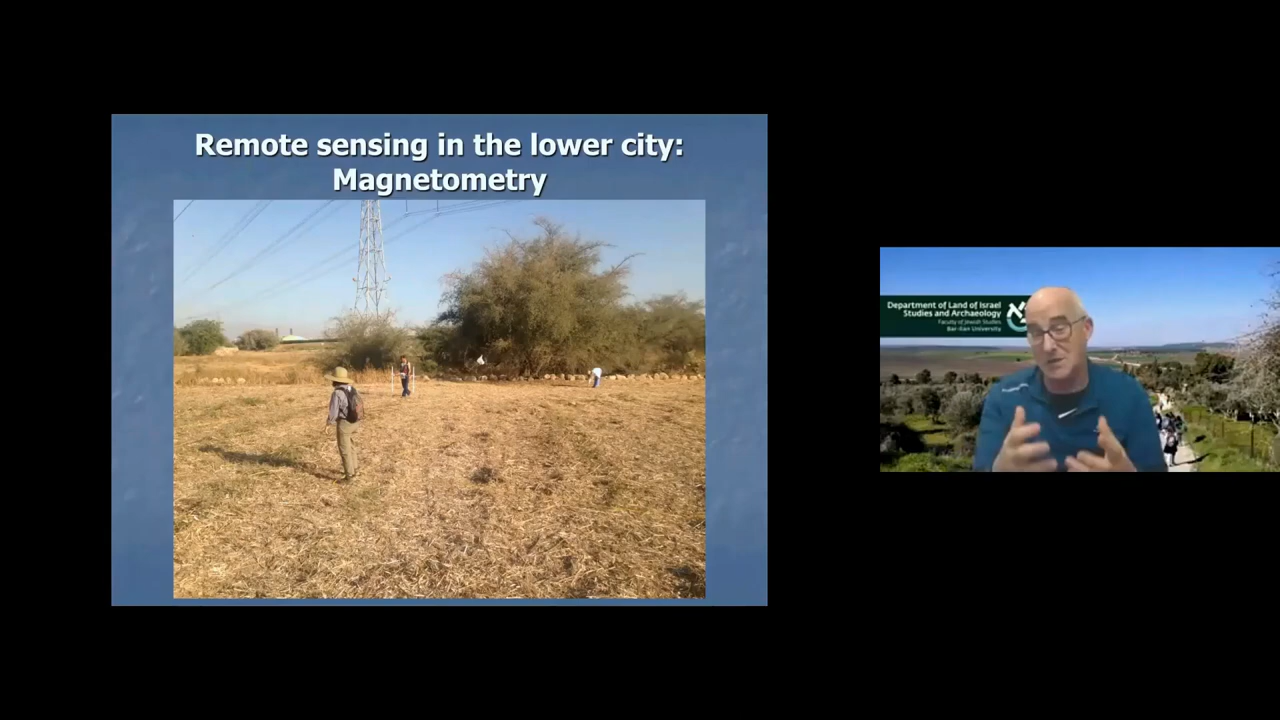 Remote sensing in the lower city:
Magnetometry
Department of Land of Israel
Studies and Archaeology
Faculty of Jewish Studies
Bar-Ilan University